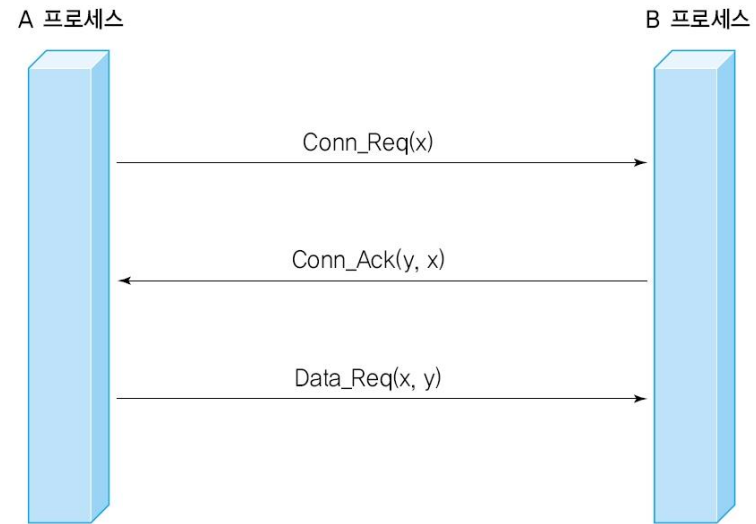 A 프로세스
B 프로세스
Conn_Req(x)
Conn_Ack(y, x)
Data_Req(x, y)